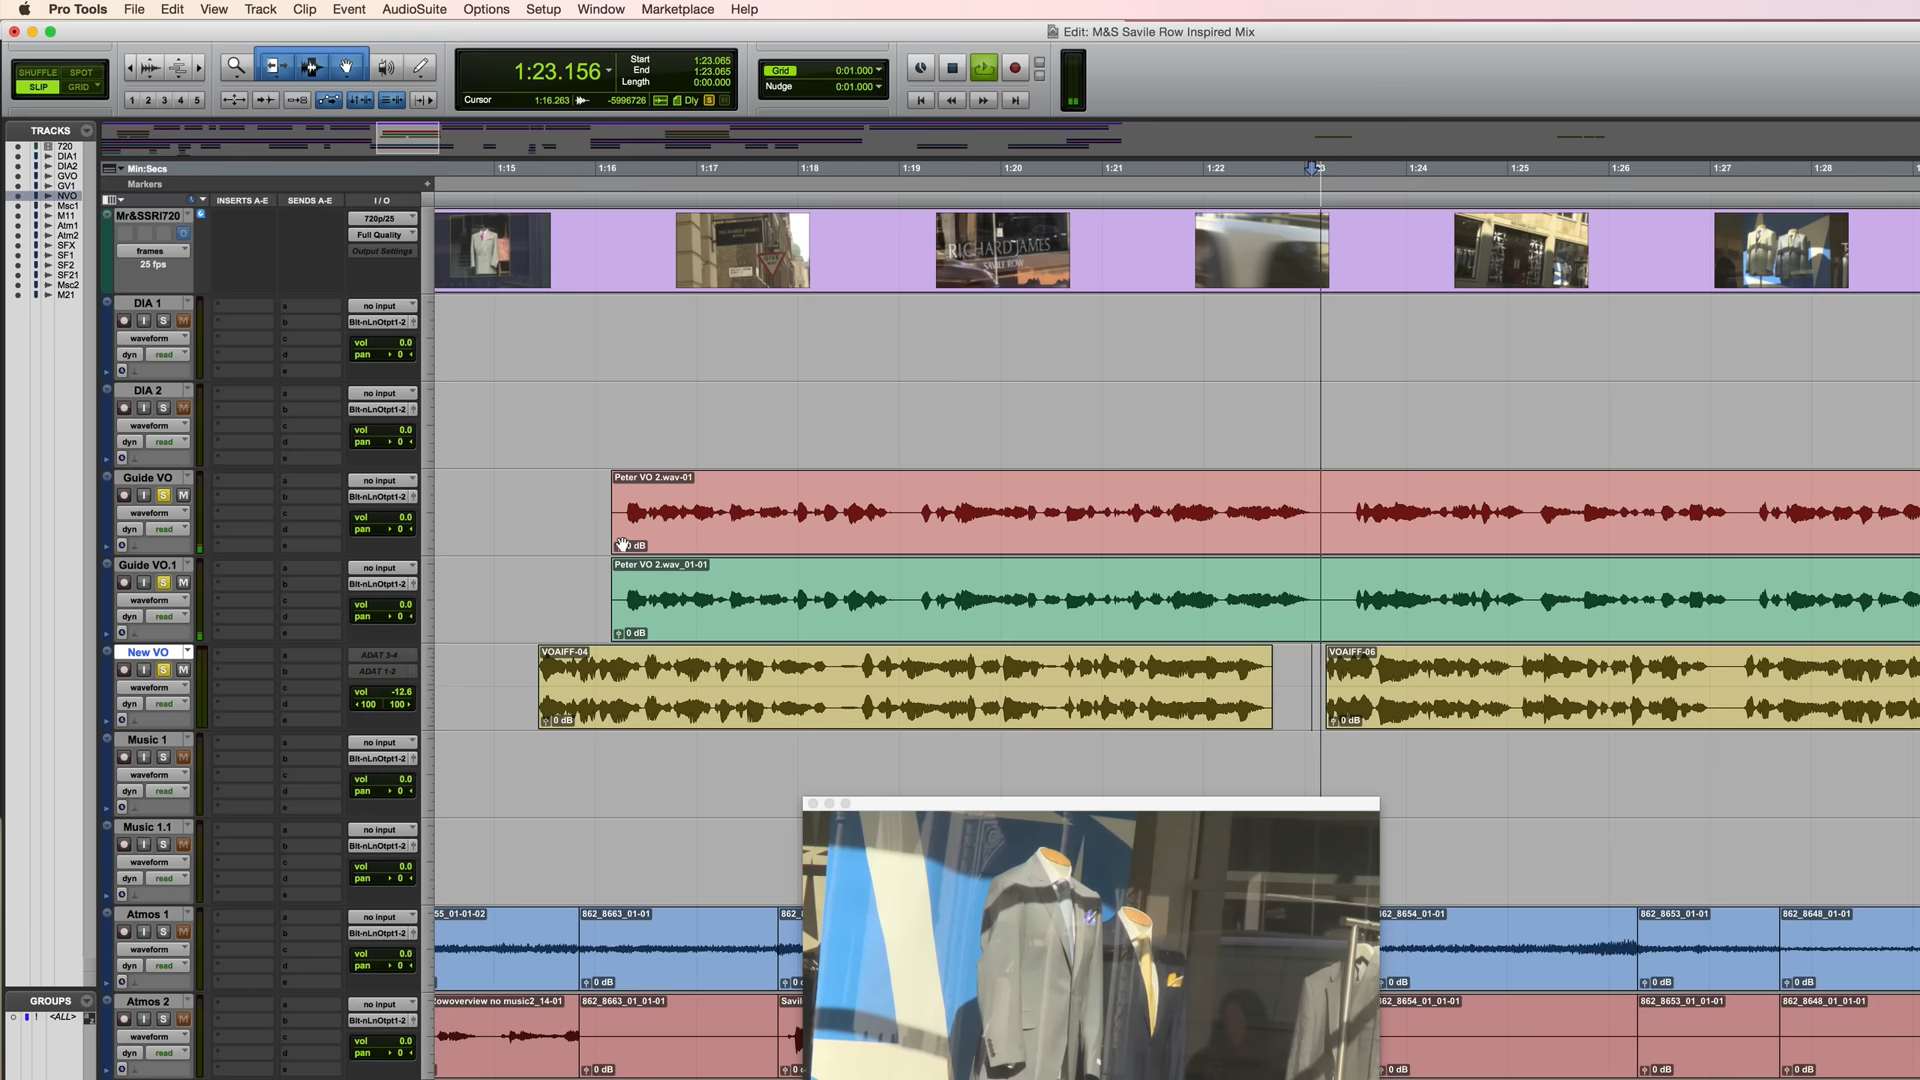 Pro Tools File Edit View Track Clip Event AudioSuite Options Setup Window Marketplace Help
Edit: M&S Savile Row Inspired Mix
SHUFFLE SPOT
SLIP GRID
1 2 3 4 5
1:23.156
Start 1:23.065
End 1:23.065
Length 0:00.000
Cursor 1:16.263 -5996726 Dly S M
Grid 0:01.000
Nudge 0:01.000
TRACKS
720
DIA1
DIA2
GVO
GV1
NVO
Msc1
M11
Atm1
Atm2
SFX
SF1
SF2
SF21
Msc2
M21
GROUPS
! <ALL>
Min:Secs 1:15 1:16 1:17 1:18 1:19 1:20 1:21 1:22 1:24 1:25 1:26 1:27 1:28
Markers +
INSERTS A-E SENDS A-E I / O
Mr&SSRI720
frames
25 fps
720p/25
Full Quality
Output Settings
RICHARD JAMES
RICHARD JAMES
SAVILE ROW
DIA 1
I S M
waveform
dyn read
a
b
c
d
e
no input
Blt-nLnOtpt1-2
vol 0.0
pan 0
DIA 2
I S M
waveform
dyn read
a
b
c
d
e
no input
Blt-nLnOtpt1-2
vol 0.0
pan 0
Guide VO
I S M
waveform
dyn read
a
b
c
d
e
no input
Blt-nLnOtpt1-2
vol 0.0
pan 0
Peter VO 2.wav-01
dB
Guide VO.1
I S M
waveform
dyn read
a
b
c
d
e
no input
Blt-nLnOtpt1-2
vol 0.0
pan 0
Peter VO 2.wav_01-01
0 dB
New VO
I S M
waveform
dyn read
a
b
c
d
e
ADAT 3-4
ADAT 1-2
vol -12.6
100 100
VOAIFF-04
0 dB
VOAIFF-06
0 dB
Music 1
I S M
waveform
dyn read
a
b
c
d
e
no input
Blt-nLnOtpt1-2
vol 0.0
pan 0
Music 1.1
I S M
waveform
dyn read
a
b
c
d
e
no input
Blt-nLnOtpt1-2
vol 0.0
pan 0
Atmos 1
I S M
waveform
dyn read
a
b
c
d
e
no input
Blt-nLnOtpt1-2
vol 0.0
pan 0
55_01-01-02 862_8663_01-01 862_ 862_8654_01-01 862_8653_01-01 862_8648_01-01
0 dB 0 dB 0 dB 0 dB
Atmos 2
I S M
waveform
dyn read
a
b
c
d
e
no input
Blt-nLnOtpt1-2
vol 0.0
pan 0
owoverview no music2_14-01 862_8663_01_01-01 Savil 862_8654_01_01-01 862_8653_01_01-01 862_8648_01_01-01
0 dB 0 dB 0 dB 0 dB